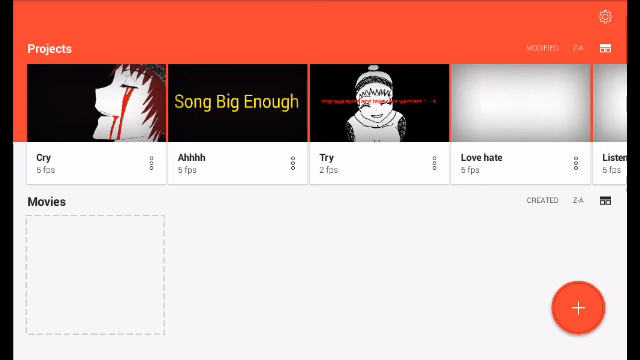 Projects
MODIFIED
Z-A
Song Big Enough
Cry
5 fps
Ahhhh
5 fps
Try
2 fps
Love hate
5 fps
Listen
5 fps
Movies
CREATED
Z-A